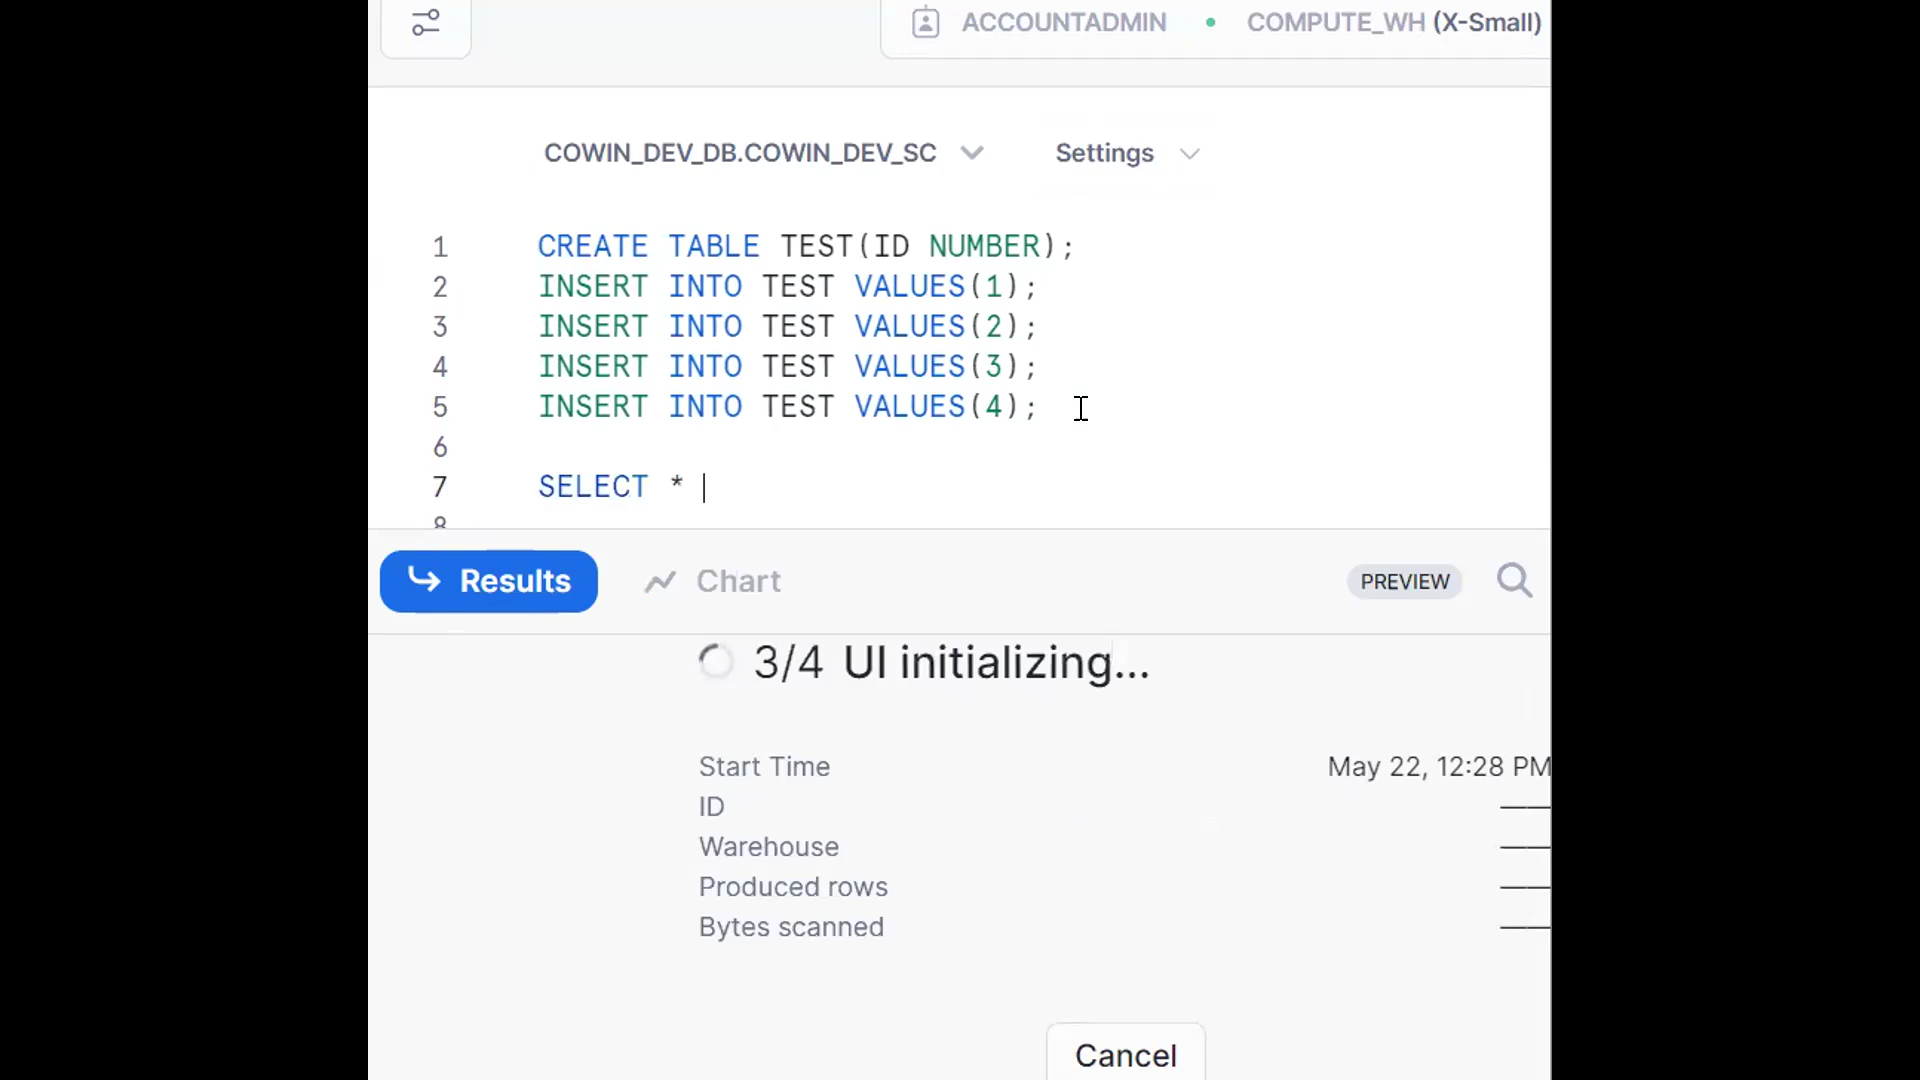 ACCOUNTADMIN COMPUTE_WH (X-Small)
COWIN_DEV_DB.COWIN_DEV_SC Settings
1 CREATE TABLE TEST(ID NUMBER);
2 INSERT INTO TEST VALUES(1);
3 INSERT INTO TEST VALUES(2);
4 INSERT INTO TEST VALUES(3);
5 INSERT INTO TEST VALUES(4);
6
7 SELECT *
8
Results Chart PREVIEW
3/4 UI initializing...
Start Time May 22, 12:28 PM
ID
Warehouse
Produced rows
Bytes scanned
Cancel